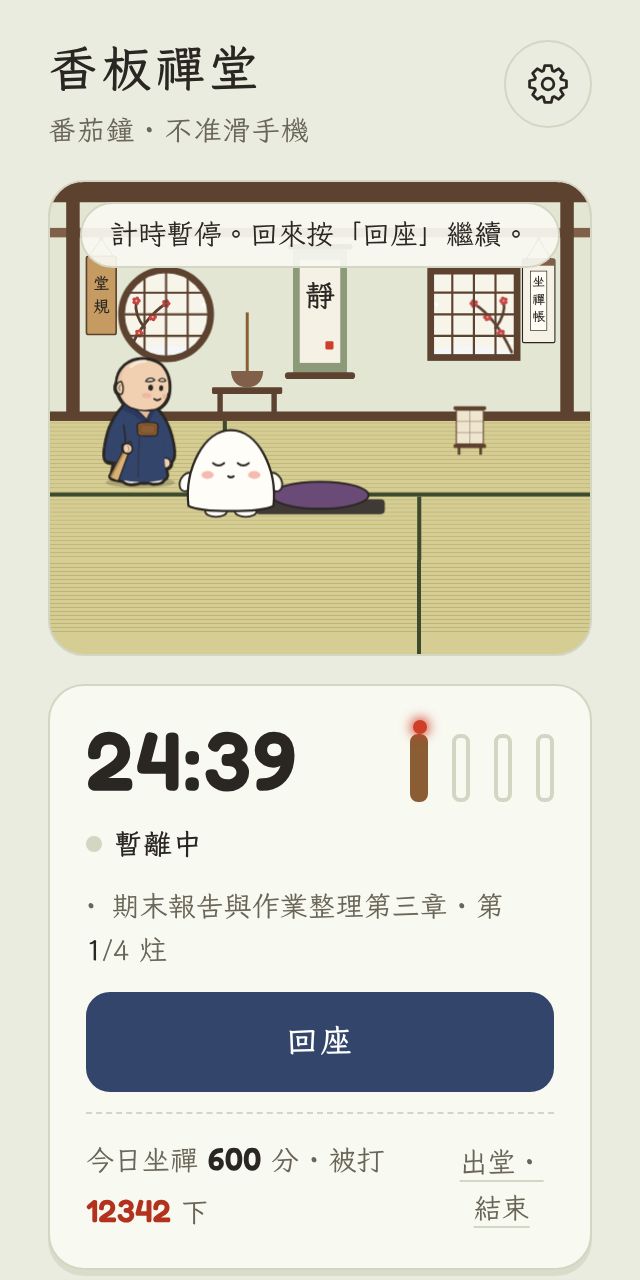 香板禪堂
番茄鐘・不准滑手機
計時暫停。回來按「回座」繼續。
堂規
靜
坐禪帳
24:39
暫離中
・ 期末報告與作業整理第三章・第
1/4 炷
回座
今日坐禪 600 分・被打
12342 下
出堂・
結束